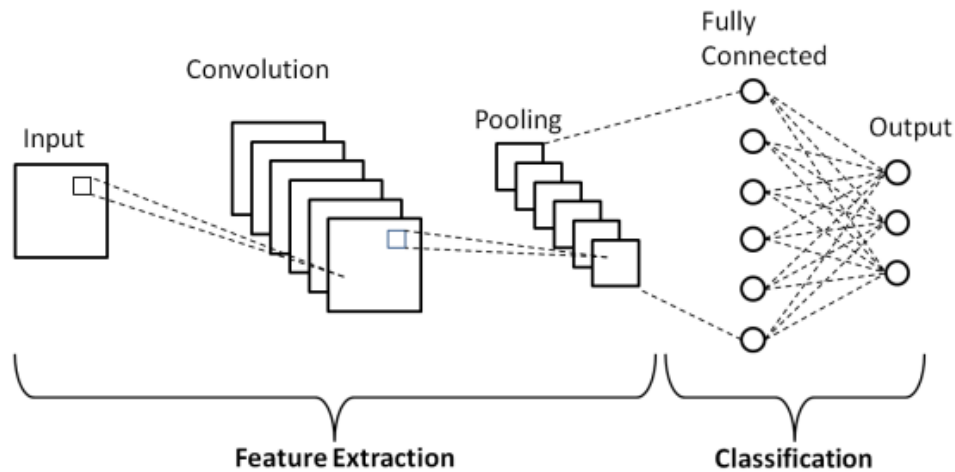 Input
Convolution
Pooling
Fully
Connected
Output
Feature Extraction
Classification